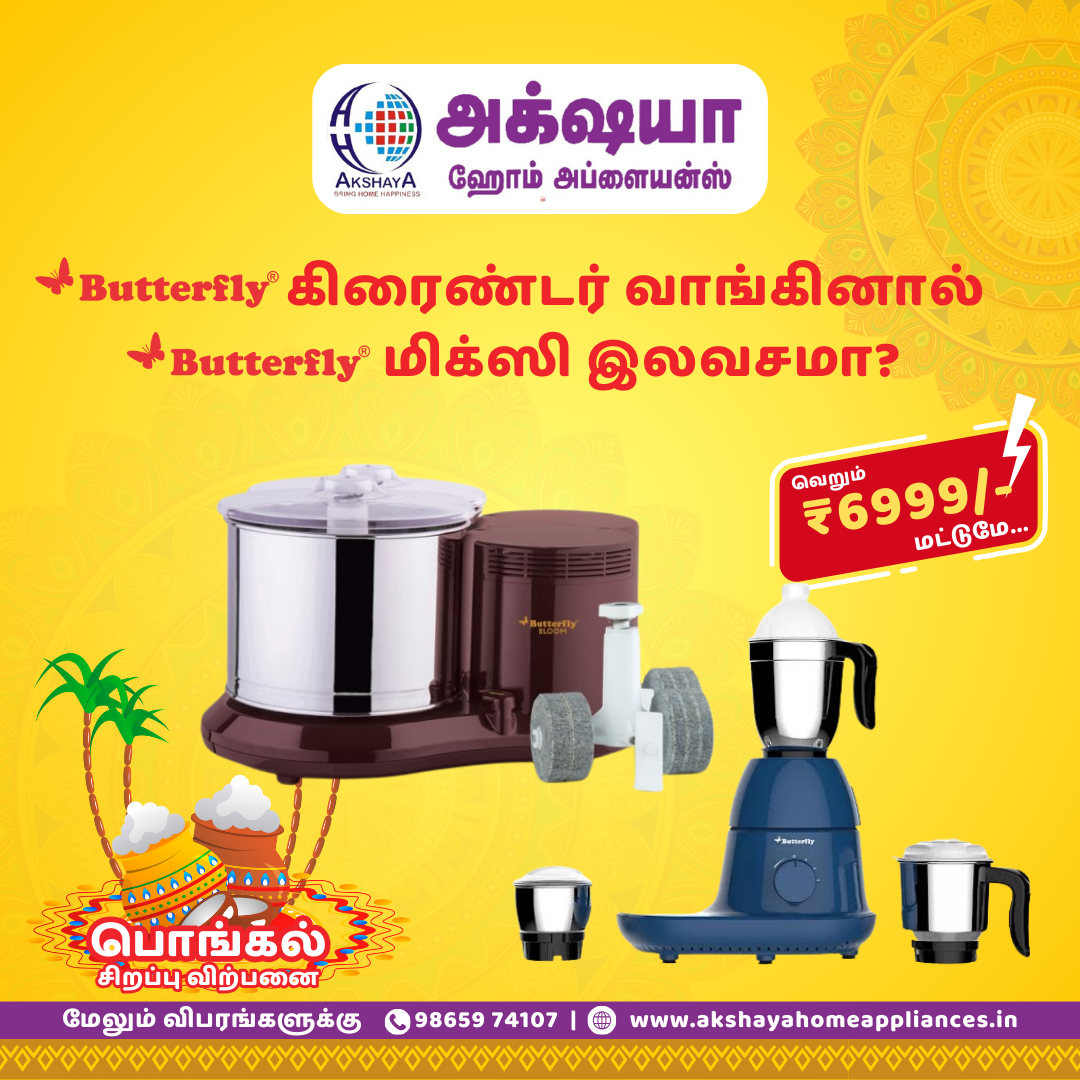 அக்ஷயா
ஹோம் அப்ளையன்ஸ்
AKSHAYA
BRING HOME HAPPINESS
Butterfly® கிரைண்டர் வாங்கினால்
Butterfly® மிக்ஸி இலவசமா?
வெறும்
₹6999/-
மட்டுமே...
Butterfly
BLOOM
Butterfly
பொங்கல்
சிறப்பு விற்பனை
மேலும் விபரங்களுக்கு 98659 74107 | www.akshayahomeappliances.in